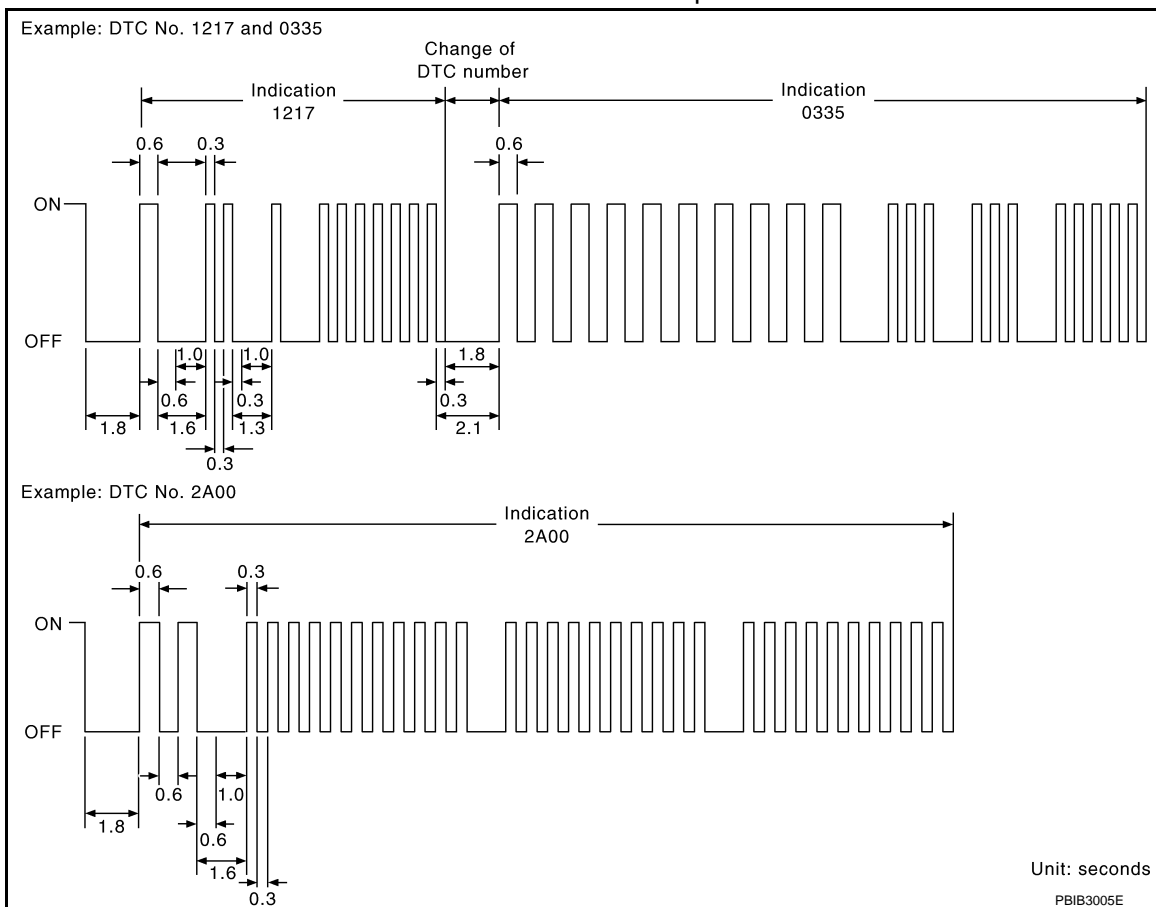 Example: DTC No. 1217 and 0335
Change of
DTC number
Indication
1217
Indication
0335
0.6
0.3
0.6
ON
OFF
1.0
1.0
1.8
0.6
0.3
0.3
1.8
1.6
1.3
2.1
0.3
Example: DTC No. 2A00
Indication
2A00
0.6
0.3
ON
OFF
0.6
1.0
1.8
0.6
1.6
0.3
Unit: seconds
PBIB3005E